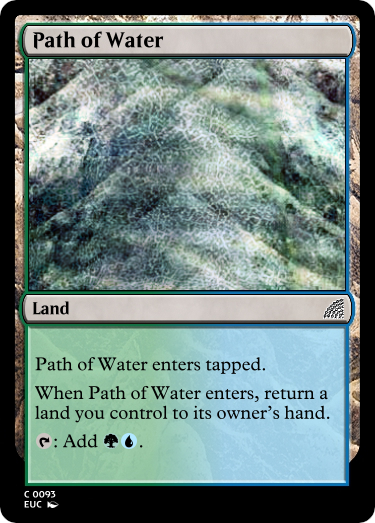 Path of Water
Land
Path of Water enters tapped.
When Path of Water enters, return a
land you control to its owner's hand.
: Add .
C 0093
EUC